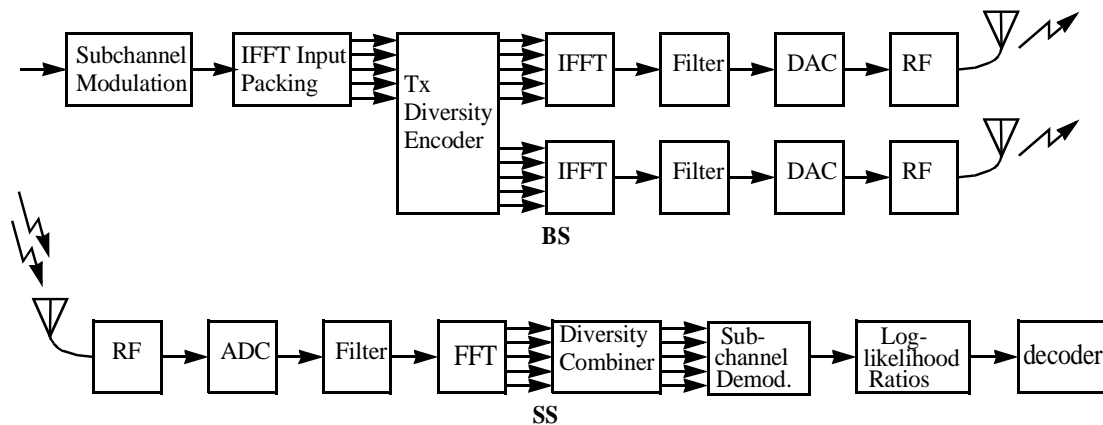 Subchannel
Modulation
IFFT Input
Packing
Tx
Diversity
Encoder
IFFT
Filter
DAC
RF
IFFT
Filter
DAC
RF
BS
RF
ADC
Filter
FFT
Diversity
Combiner
Sub-
channel
Demod.
Log-
likelihood
Ratios
decoder
SS